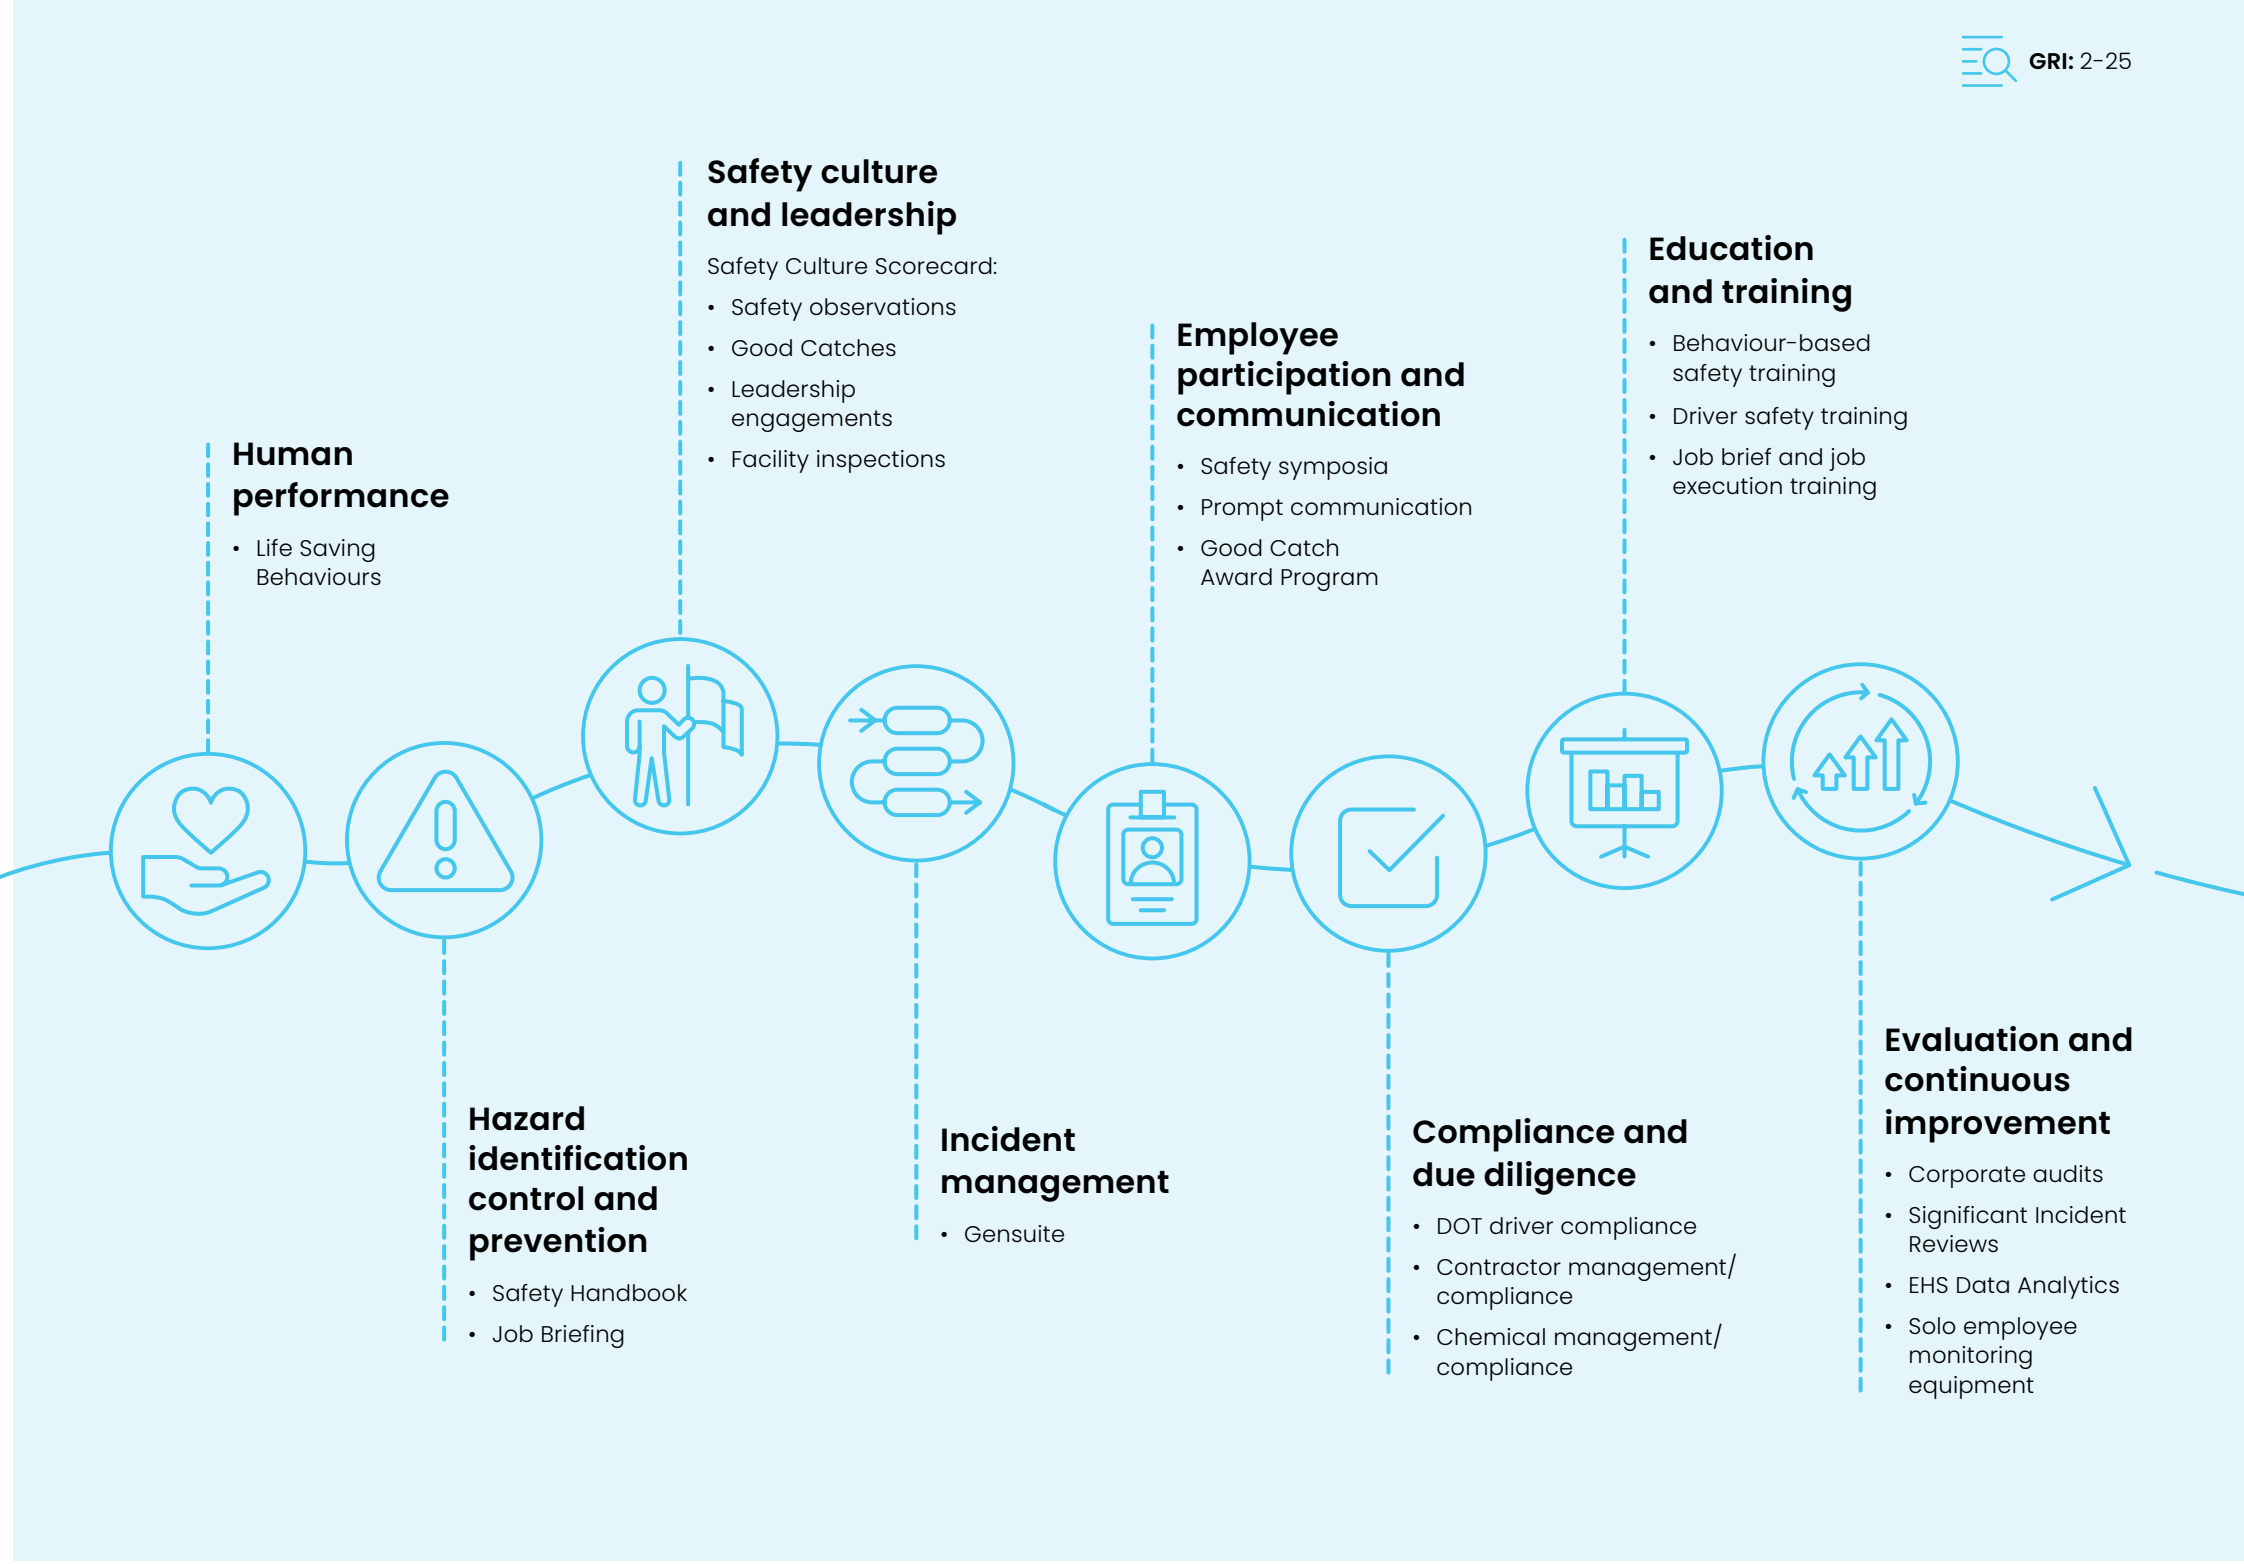 GRI: 2-25
Human
performance
• Life Saving
Behaviours
Hazard
identification
control and
prevention
• Safety Handbook
• Job Briefing
Safety culture
and leadership
Safety Culture Scorecard:
• Safety observations
• Good Catches
• Leadership
engagements
• Facility inspections
Incident
management
• Gensuite
Employee
participation and
communication
• Safety symposia
• Prompt communication
• Good Catch
Award Program
Compliance and
due diligence
• DOT driver compliance
• Contractor management/
compliance
• Chemical management/
compliance
Education
and training
• Behaviour-based
safety training
• Driver safety training
• Job brief and job
execution training
Evaluation and
continuous
improvement
• Corporate audits
• Significant Incident
Reviews
• EHS Data Analytics
• Solo employee
monitoring
equipment